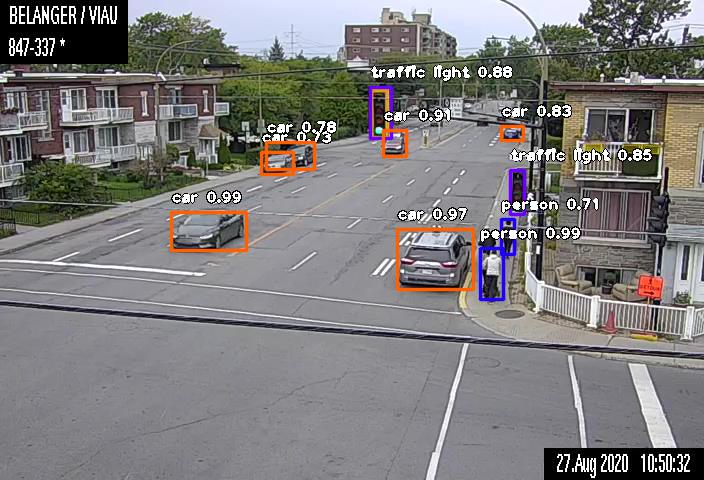 BELANGER / VIAU
847-337 *
traffic light 0.88
car 0.91
car 0.83
car 0.78
car 0.73
traffic light 0.85
car 0.99
person 0.71
car 0.97
person 0.99
DETOUR
27.Aug 2020 10:50:32